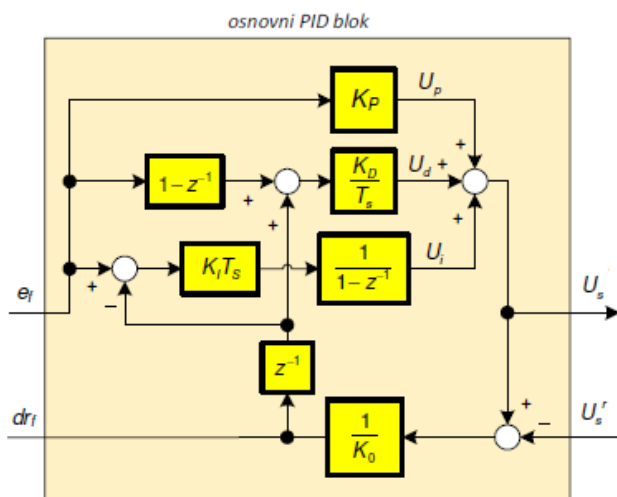 osnovni PID blok
K_P
U_p
+
1 – z⁻¹
+
+
K_D
T_s
U_d
+
+
K_I T_s
1
1 – z⁻¹
U_i
+
–
e_f
U_s
z⁻¹
dr_f
1
K_0
+
–
U_s^r